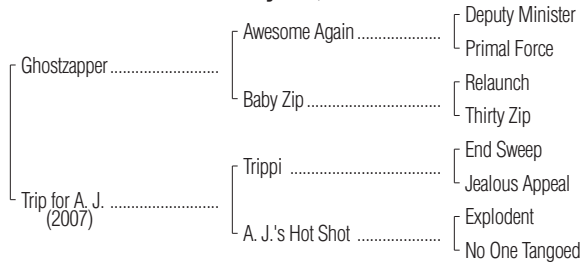 Awesome Again ....................
Deputy Minister
Primal Force
Ghostzapper ..........................
Baby Zip ..............................
Relaunch
Thirty Zip
Trippi ..................................
End Sweep
Jealous Appeal
Trip for A. J. ..........................
(2007)
A. J.'s Hot Shot ....................
Explodent
No One Tangoed